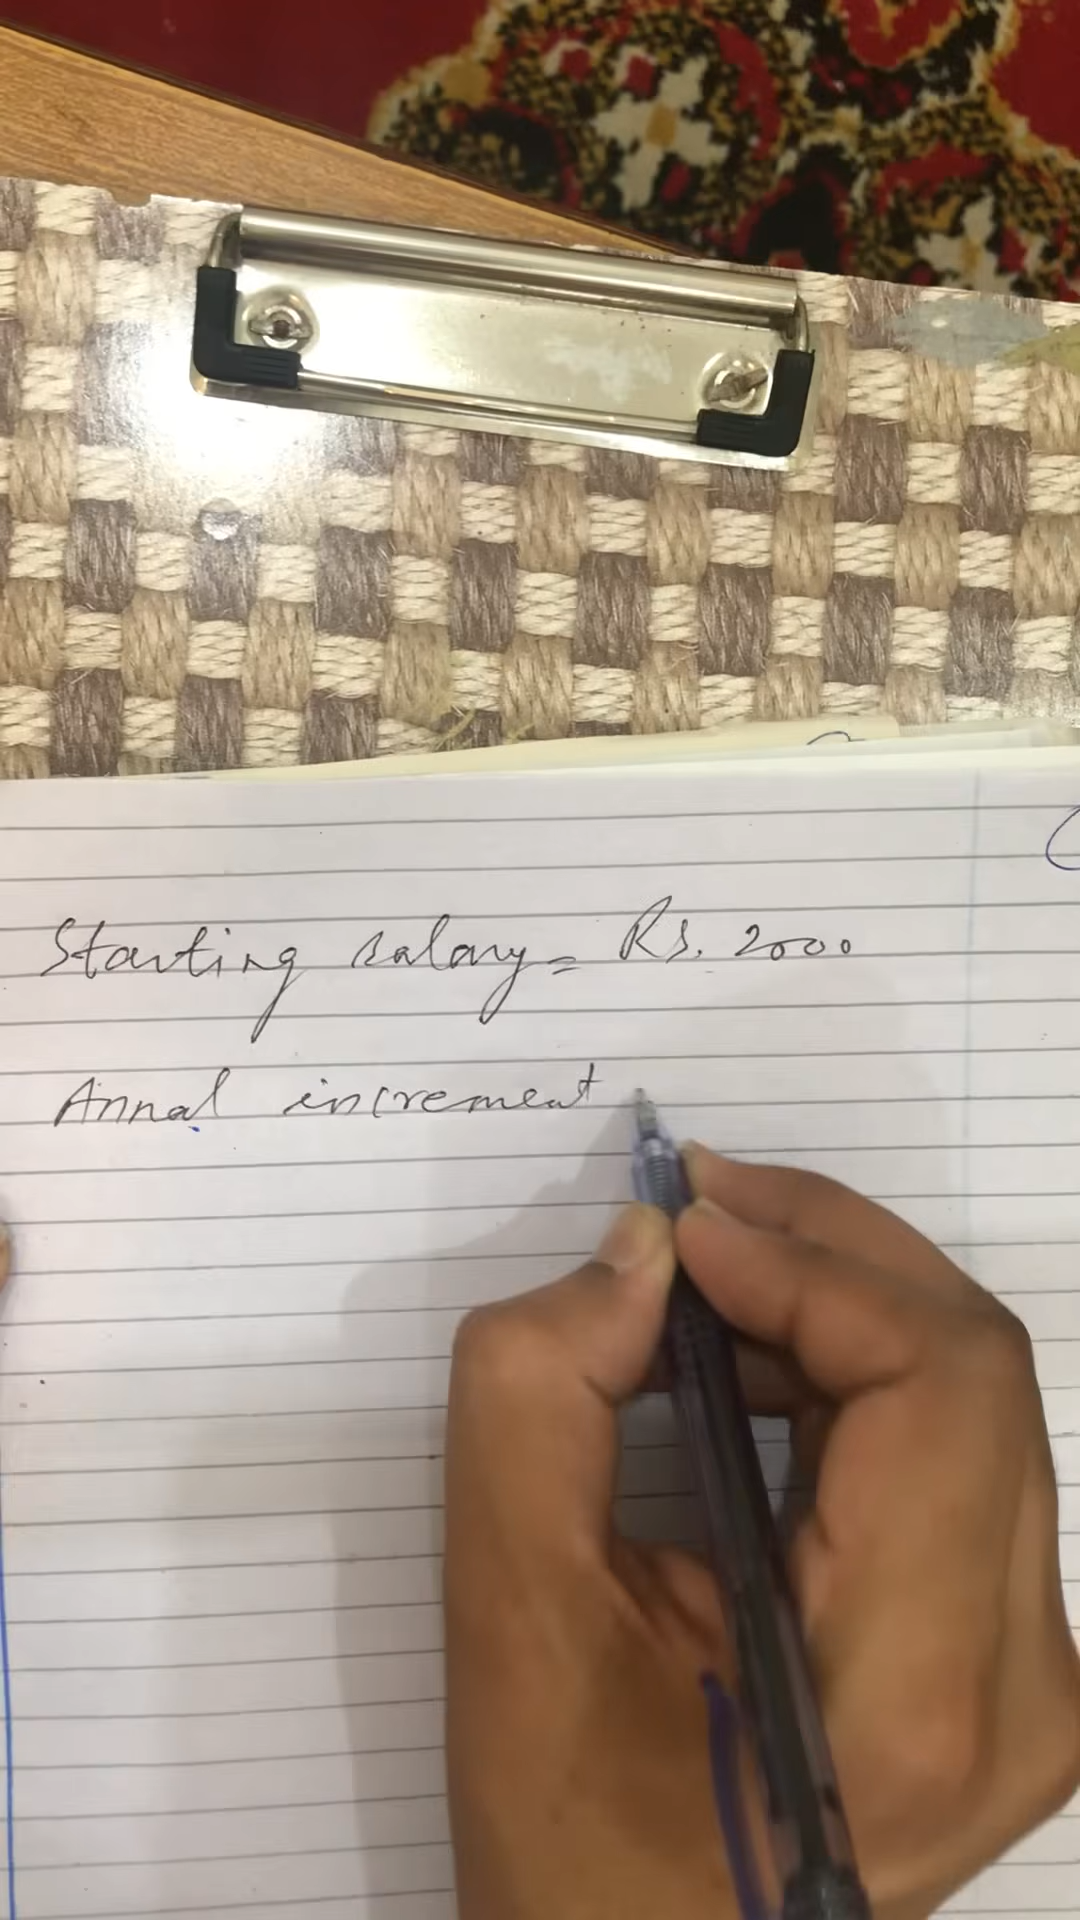 Starting salary = Rs. 2000
Annal increment